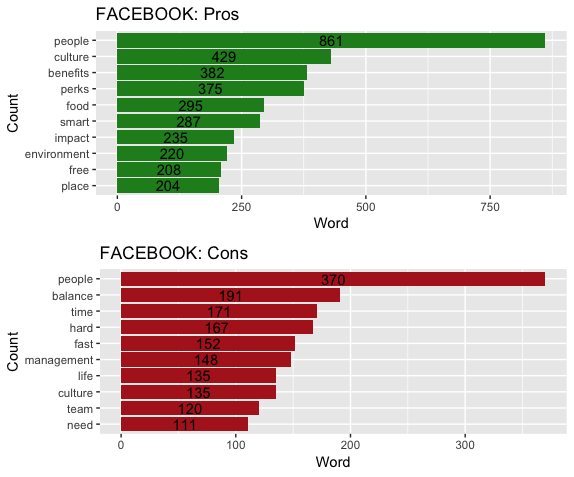 FACEBOOK: Pros
Count
people 861
culture 429
benefits 382
perks 375
food 295
smart 287
impact 235
environment 220
free 208
place 204
0 250 500 750
Word
FACEBOOK: Cons
Count
people 370
balance 191
time 171
hard 167
fast 152
management 148
life 135
culture 135
team 120
need 111
0 100 200 300
Word